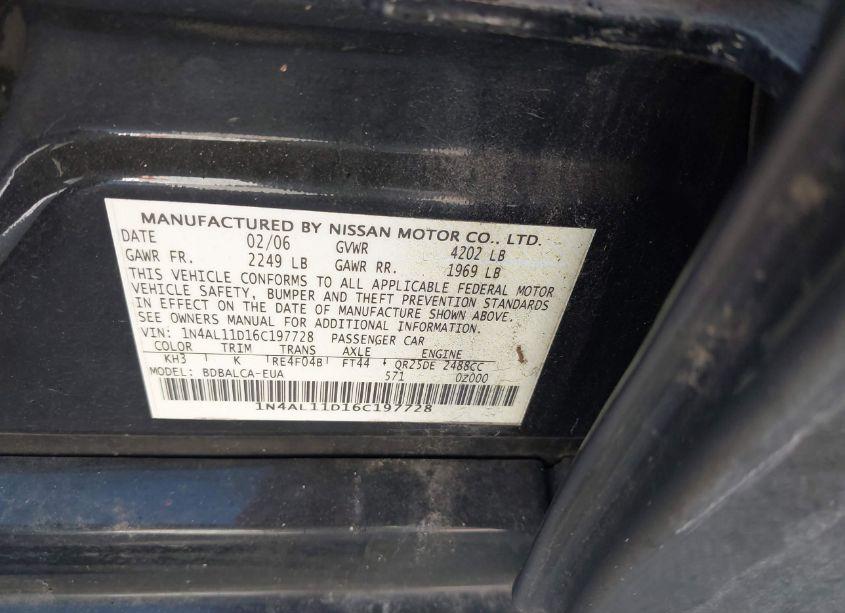 MANUFACTURED BY NISSAN MOTOR CO., LTD.
DATE 02/06 GVWR 4202 LB
GAWR FR. 2249 LB GAWR RR. 1969 LB
THIS VEHICLE CONFORMS TO ALL APPLICABLE FEDERAL MOTOR
VEHICLE SAFETY, BUMPER AND THEFT PREVENTION STANDARDS
IN EFFECT ON THE DATE OF MANUFACTURE SHOWN ABOVE.
SEE OWNERS MANUAL FOR ADDITIONAL INFORMATION.
VIN: 1N4AL11D16C197728 PASSENGER CAR
COLOR TRIM TRANS AXLE ENGINE
KH3 K RE4F04B FT44 QR25DE 2488CC
MODEL: BDBALCA-EUA 571 0Z000
1N4AL11D16C197728